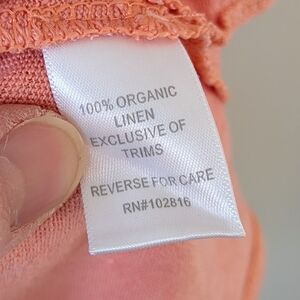 100% ORGANIC
LINEN
EXCLUSIVE OF
TRIMS
REVERSE FOR CARE
RN#102816